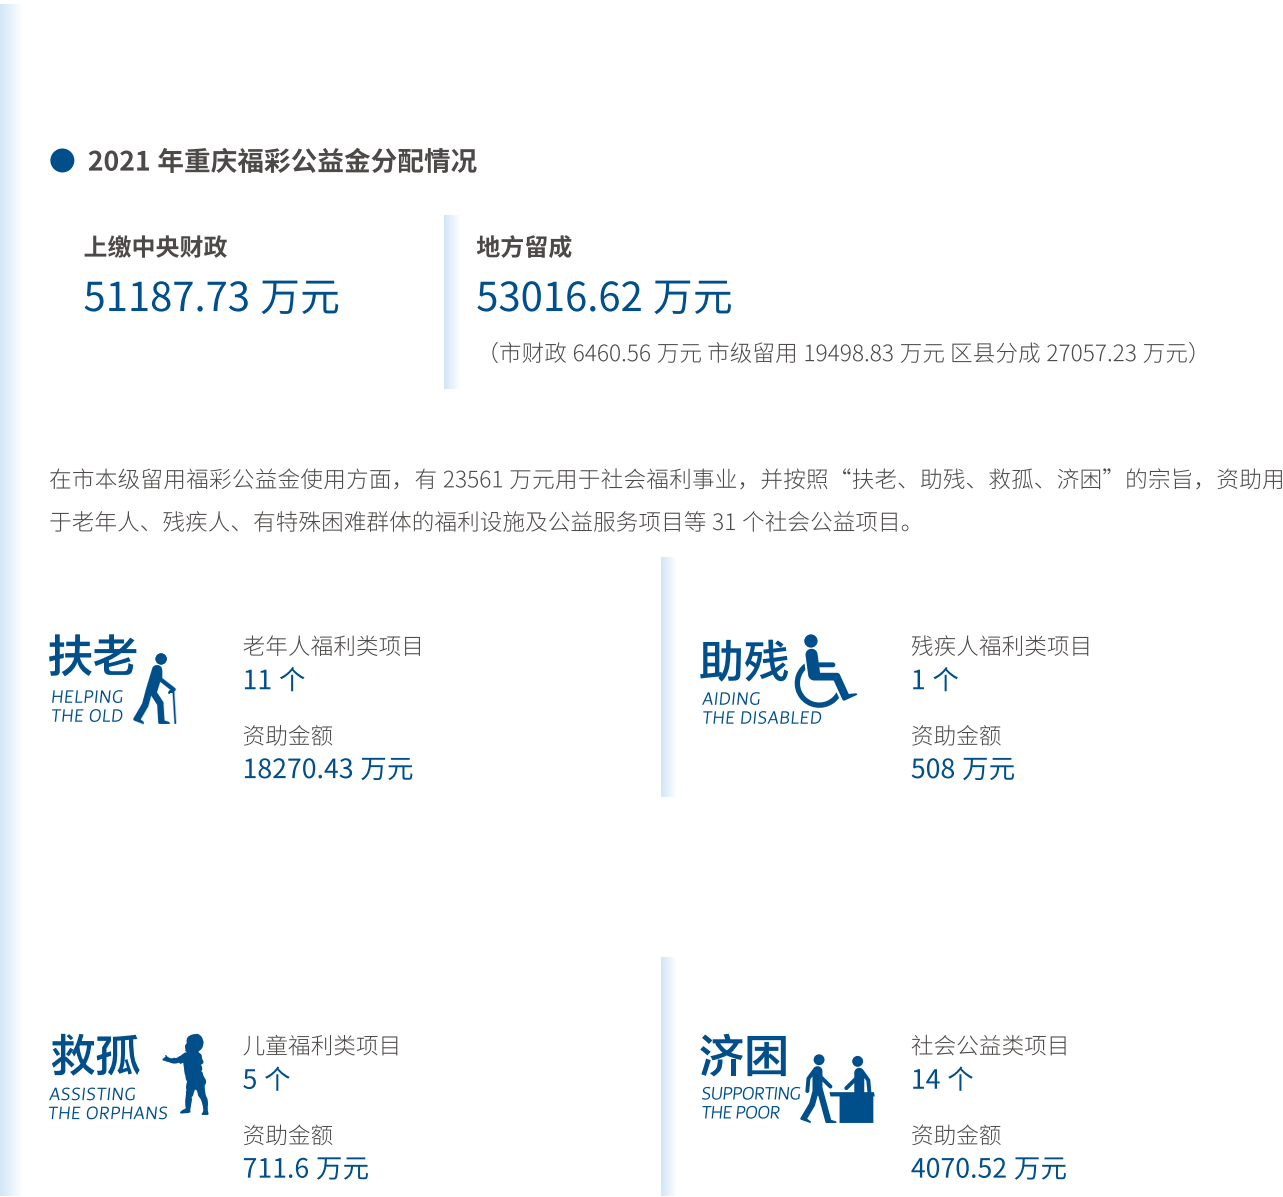 2021 年重庆福彩公益金分配情况
上缴中央财政
51187.73 万元
地方留成
53016.62 万元
（市财政 6460.56 万元 市级留用 19498.83 万元 区县分成 27057.23 万元）
在市本级留用福彩公益金使用方面，有 23561 万元用于社会福利事业，并按照“扶老、助残、救孤、济困”的宗旨，资助用
于老年人、残疾人、有特殊困难群体的福利设施及公益服务项目等 31 个社会公益项目。
扶老
HELPING
THE OLD
老年人福利类项目
11 个
资助金额
18270.43 万元
助残
AIDING
THE DISABLED
残疾人福利类项目
1 个
资助金额
508 万元
救孤
ASSISTING
THE ORPHANS
儿童福利类项目
5 个
资助金额
711.6 万元
济困
SUPPORTING
THE POOR
社会公益类项目
14 个
资助金额
4070.52 万元